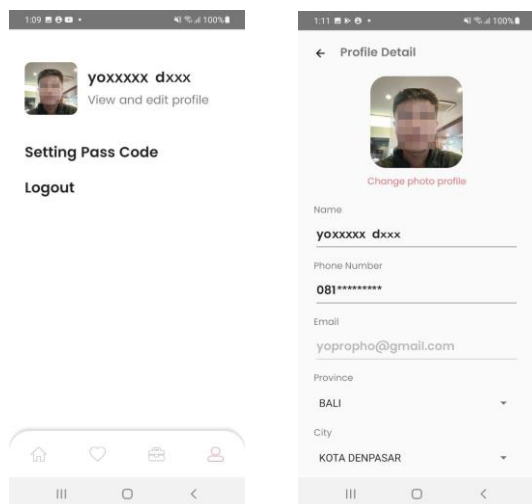 1:09 100%
yoxxxxx dxxx
View and edit profile
Setting Pass Code
Logout
1:11 100%
Profile Detail
Change photo profile
Name
yoxxxxx dxxx
Phone Number
081*********
Email
yopropho@gmail.com
Province
BALI
City
KOTA DENPASAR